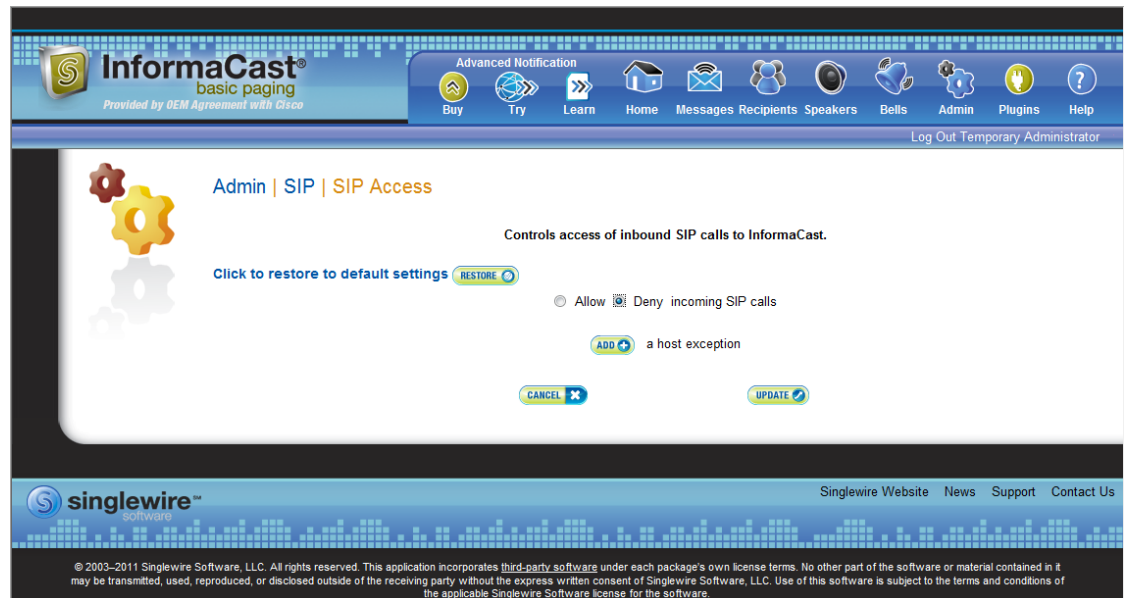 InformaCast®
basic paging
Provided by OEM Agreement with Cisco
Advanced Notification
Buy Try Learn Home Messages Recipients Speakers Bells Admin Plugins Help
Log Out Temporary Administrator
Admin | SIP | SIP Access
Controls access of inbound SIP calls to InformaCast.
Click to restore to default settings RESTORE
Allow Deny incoming SIP calls
ADD a host exception
CANCEL UPDATE
singlewire℠
software
Singlewire Website News Support Contact Us
© 2003–2011 Singlewire Software, LLC. All rights reserved. This application incorporates third-party software under each package's own license terms. No other part of the software or material contained in it
may be transmitted, used, reproduced, or disclosed outside of the receiving party without the express written consent of Singlewire Software, LLC. Use of this software is subject to the terms and conditions of
the applicable Singlewire Software license for the software.